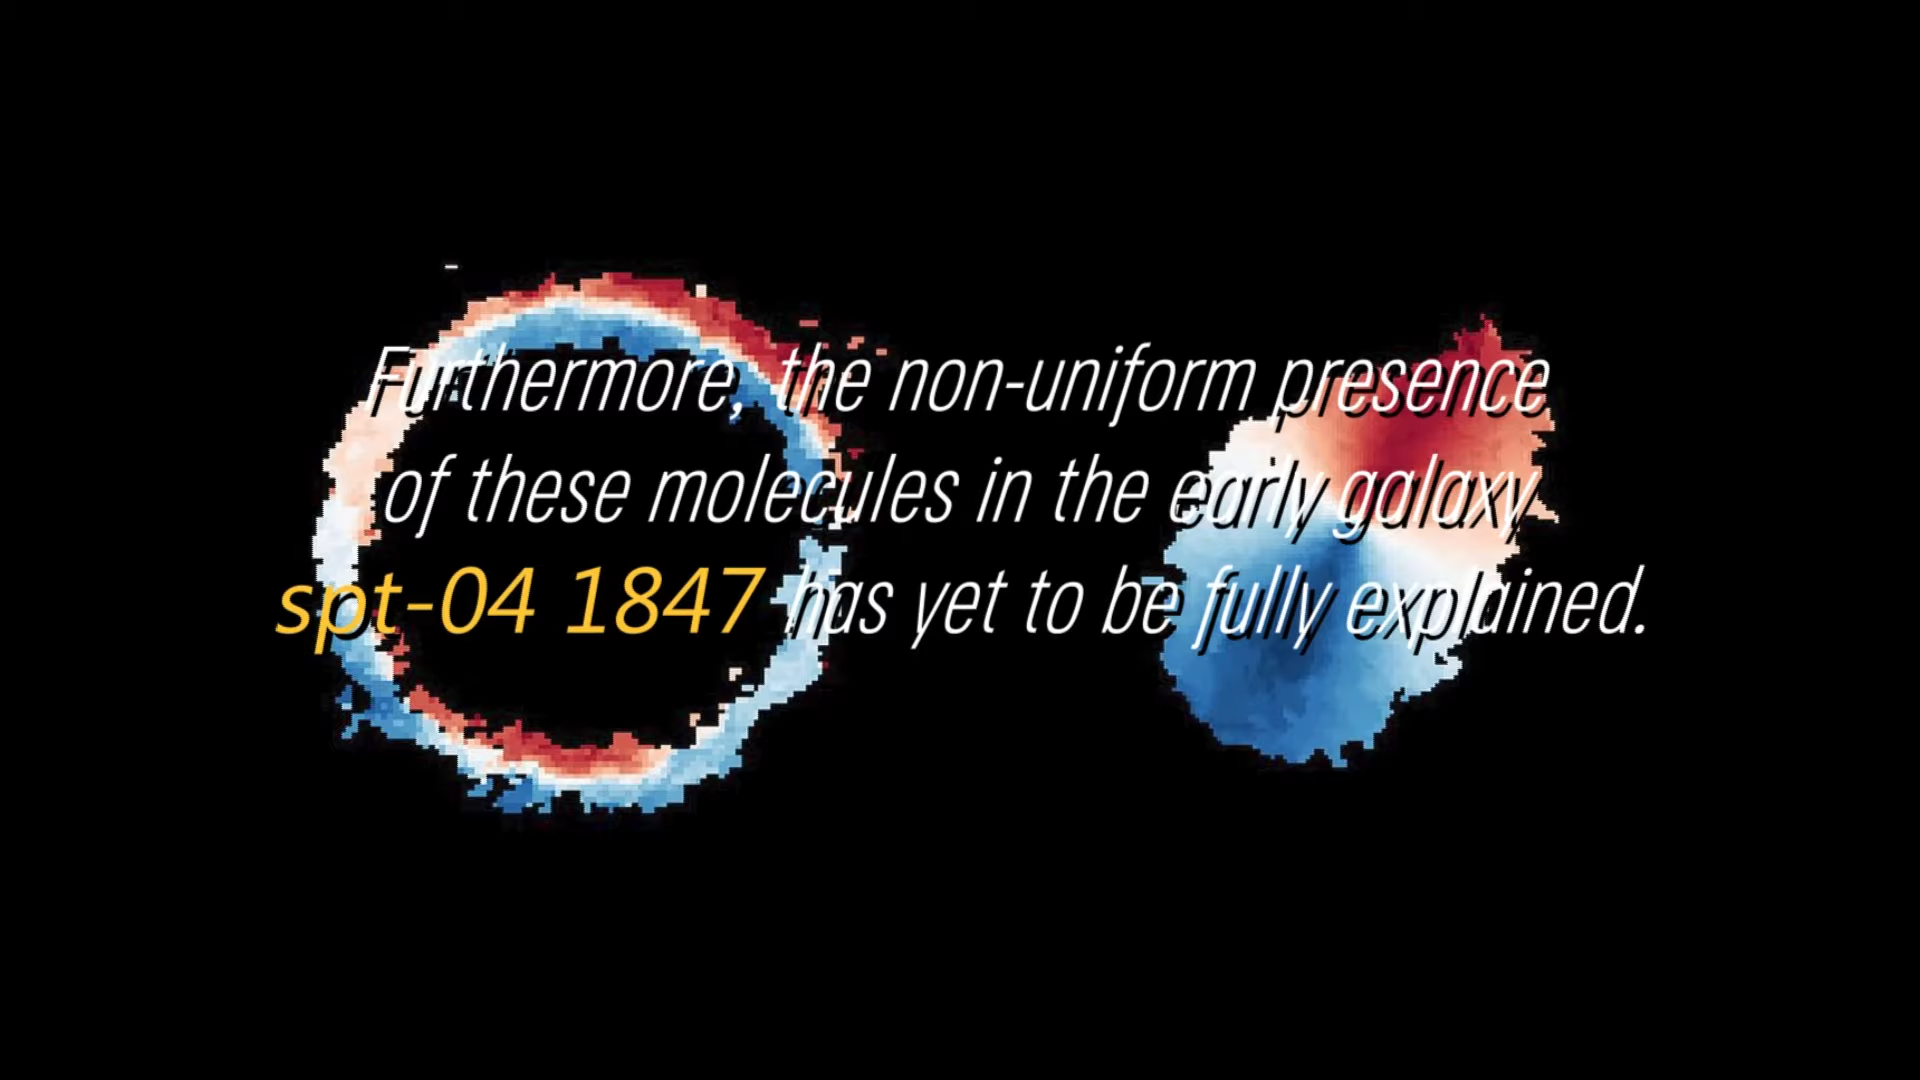 Furthermore, the non-uniform presence
of these molecules in the early galaxy
spt-04 1847 has yet to be fully explained.